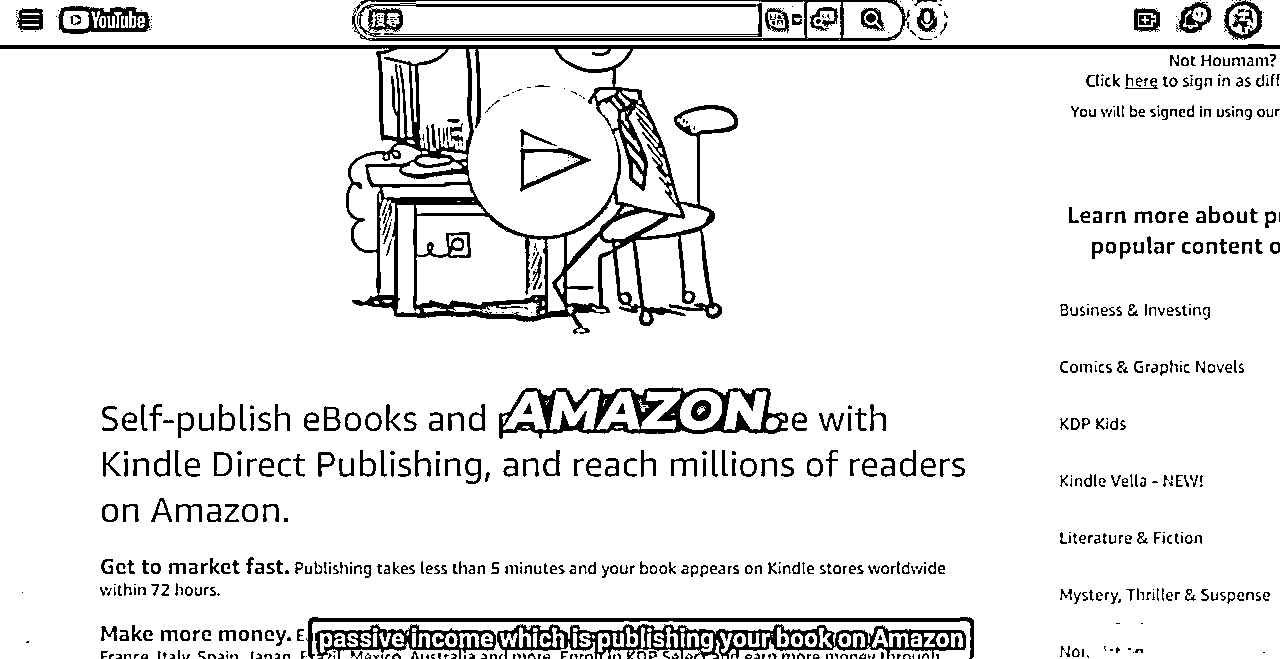 YouTube
搜尋
Not Houmam?
Click here to sign in as diff
You will be signed in using our
Learn more about
popular content
Business & Investing
Comics & Graphic Novels
KDP Kids
Kindle Vella - NEW!
Literature & Fiction
Mystery, Thriller & Suspense
AMAZON.
Self-publish eBooks and with
Kindle Direct Publishing, and reach millions of readers
on Amazon.
Get to market fast. Publishing takes less than 5 minutes and your book appears on Kindle stores worldwide
within 72 hours.
Make more money.
passive income which is publishing your book on Amazon
France, Italy, Spain, Japan, Brazil, Mexico, Australia and more. Enroll in KDP Select and earn more money through